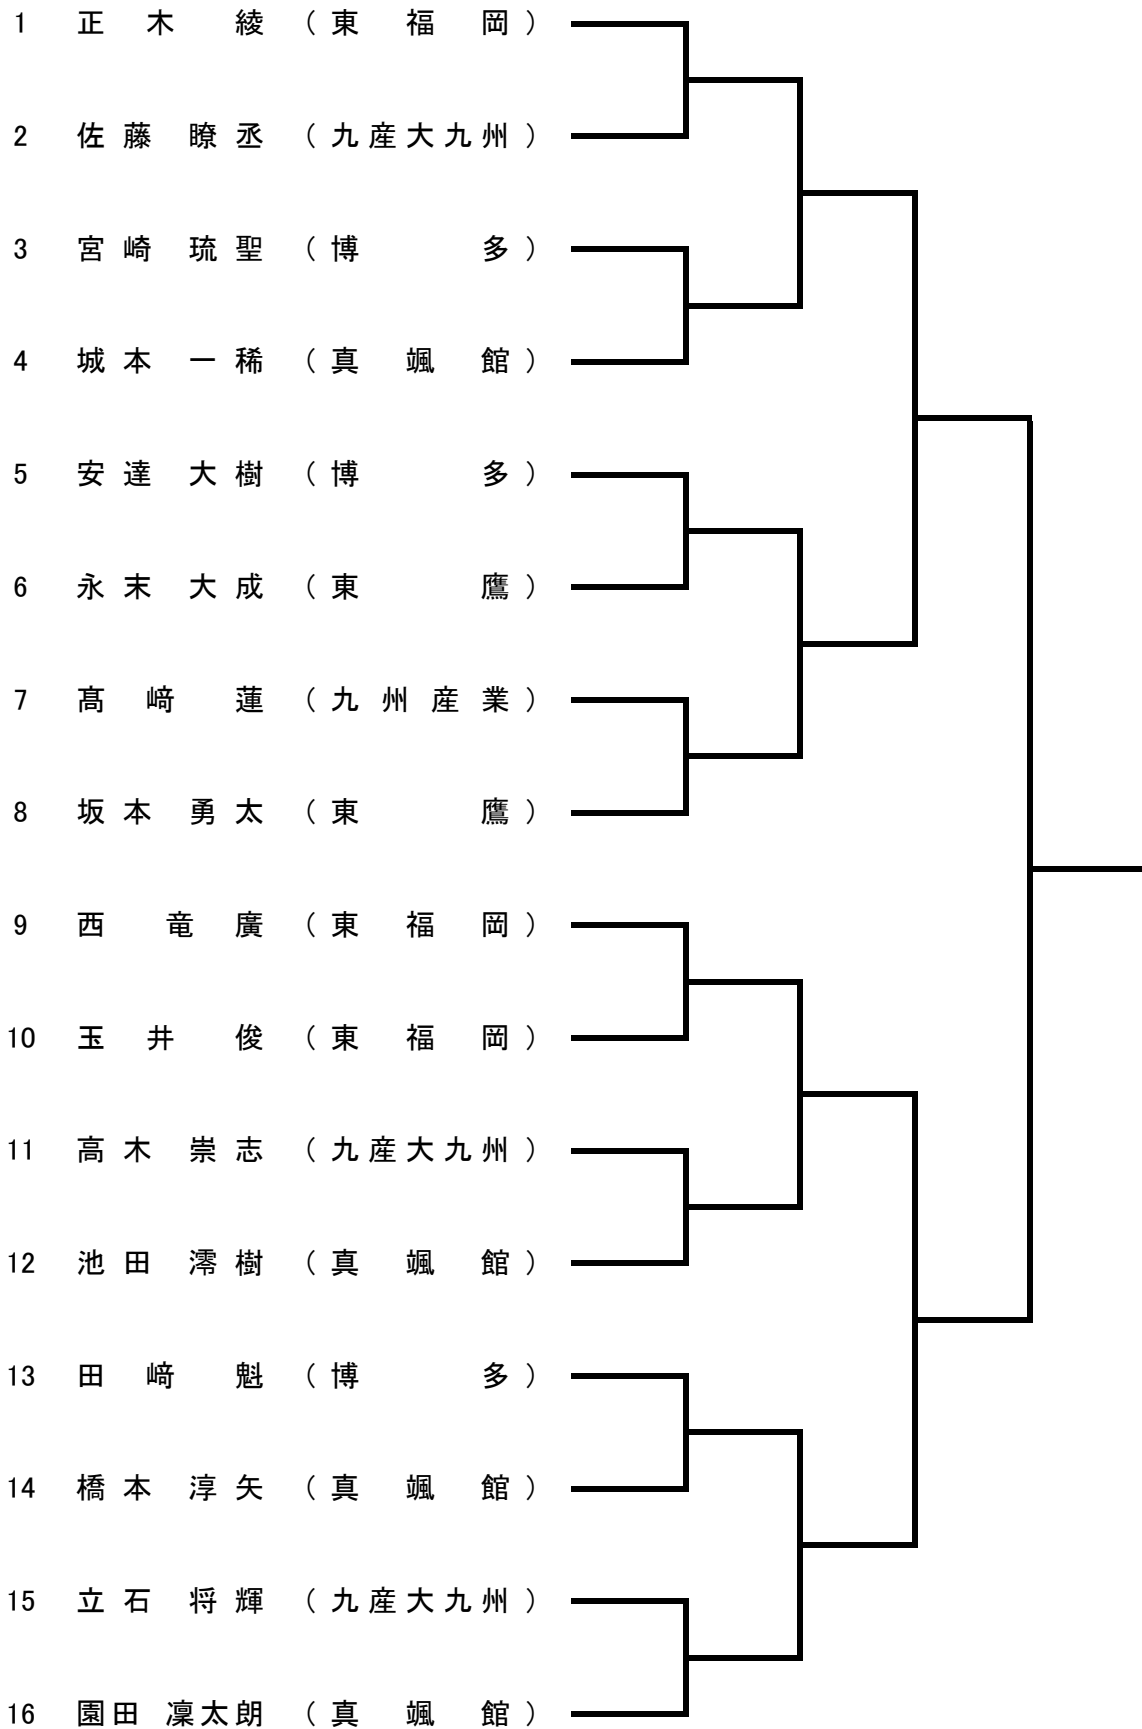 1 正木 綾 （東福岡）
2 佐藤 瞭丞 （九産大九州）
3 宮崎 琉聖 （博多）
4 城本 一稀 （真颯館）
5 安達 大樹 （博多）
6 永末 大成 （東鷹）
7 髙﨑 蓮 （九州産業）
8 坂本 勇太 （東鷹）
9 西 竜廣 （東福岡）
10 玉井 俊 （東福岡）
11 高木 崇志 （九産大九州）
12 池田 澪樹 （真颯館）
13 田﨑 魁 （博多）
14 橋本 淳矢 （真颯館）
15 立石 将輝 （九産大九州）
16 園田 凜太朗 （真颯館）